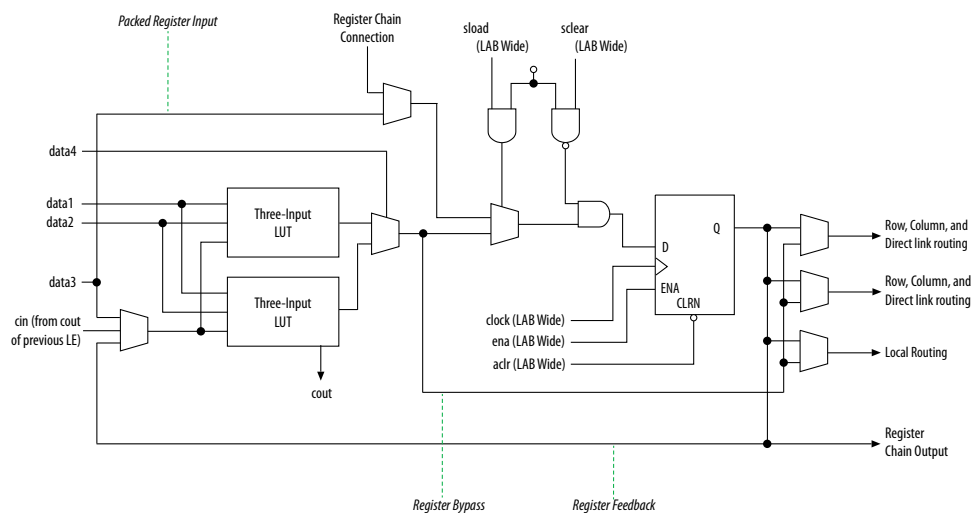 Packed Register Input
Register Chain
Connection
sload
(LAB Wide)
sclear
(LAB Wide)
data4
data1
data2
Three-Input
LUT
data3
cin (from cout
of previous LE)
Three-Input
LUT
cout
Q
D
ENA
CLRN
clock (LAB Wide)
ena (LAB Wide)
aclr (LAB Wide)
Row, Column, and
Direct link routing
Row, Column, and
Direct link routing
Local Routing
Register
Chain Output
Register Bypass
Register Feedback